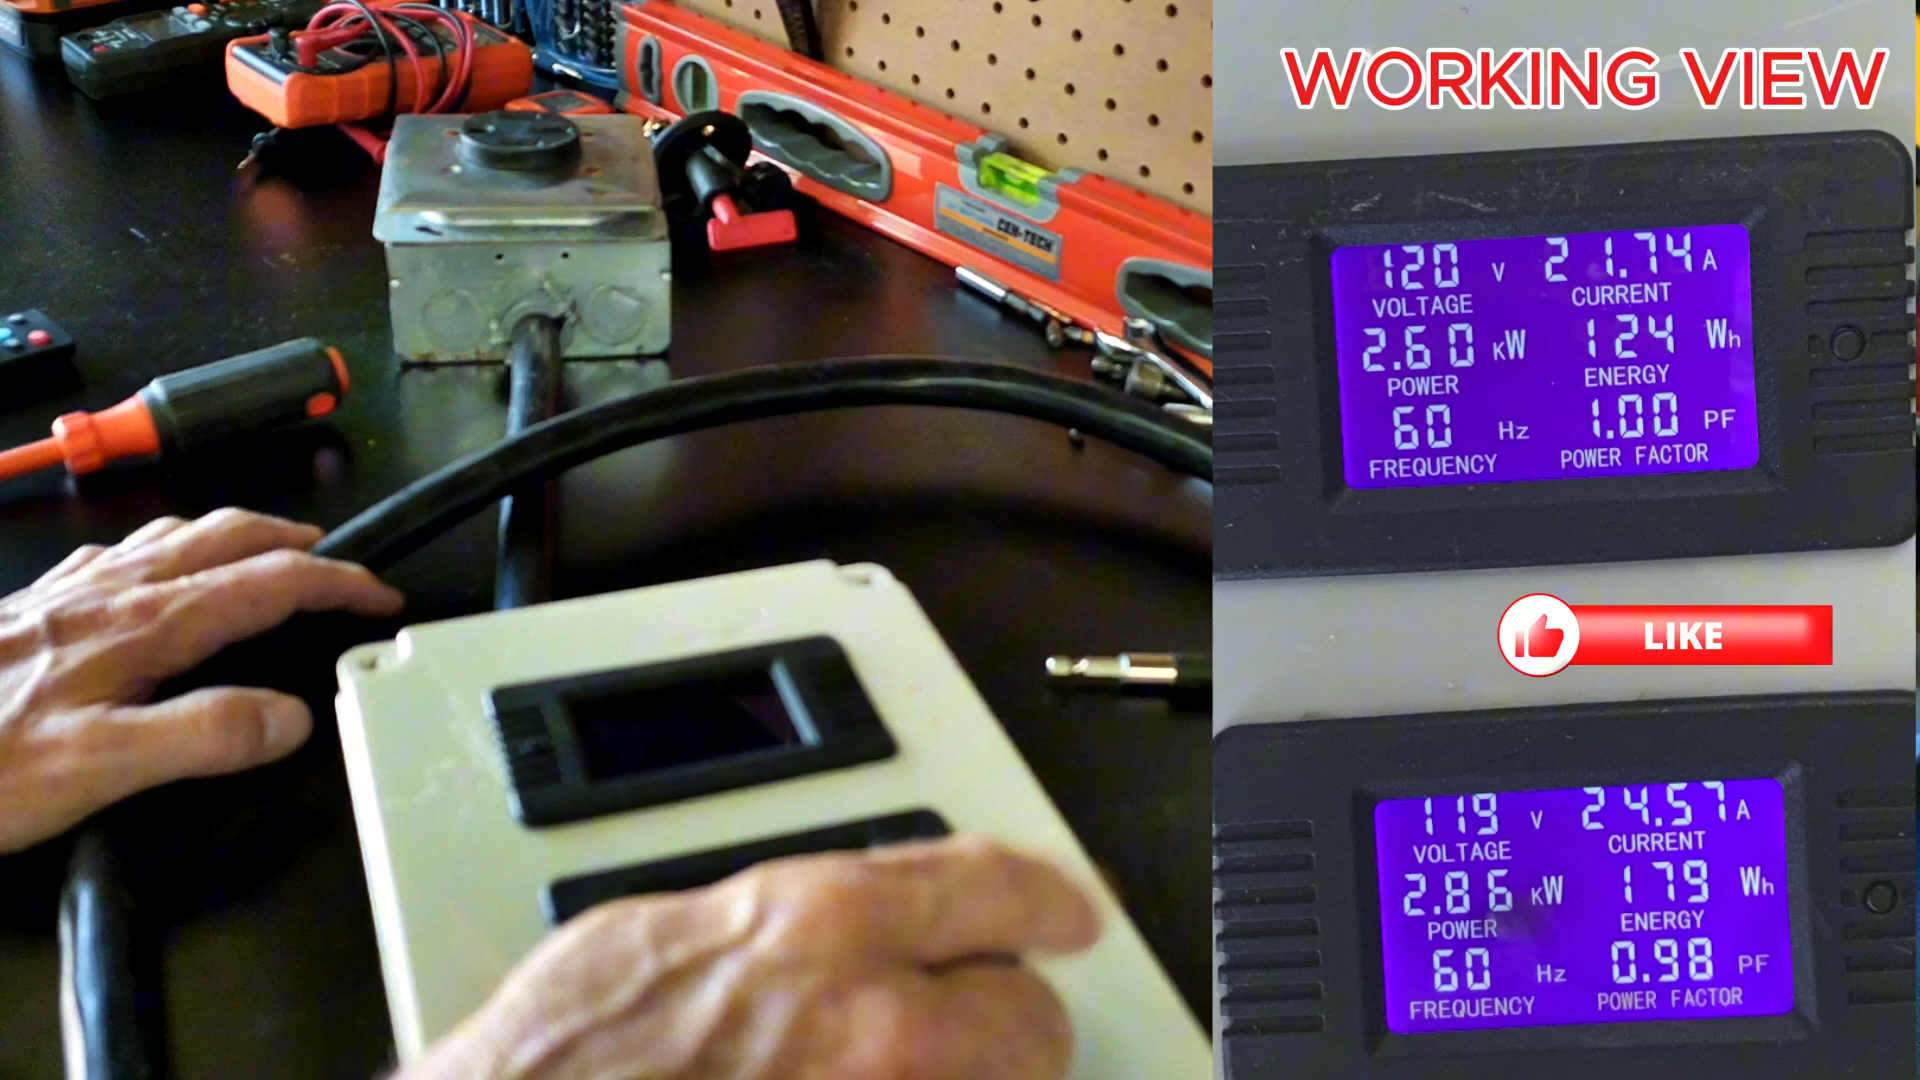 WORKING VIEW
CEN-TECH
120 V 21.74 A
VOLTAGE CURRENT
2.60 KW 124 Wh
POWER ENERGY
60 Hz 1.00 PF
FREQUENCY POWER FACTOR
LIKE
119 V 24.57 A
VOLTAGE CURRENT
2.86 KW 179 Wh
POWER ENERGY
60 Hz 0.98 PF
FREQUENCY POWER FACTOR